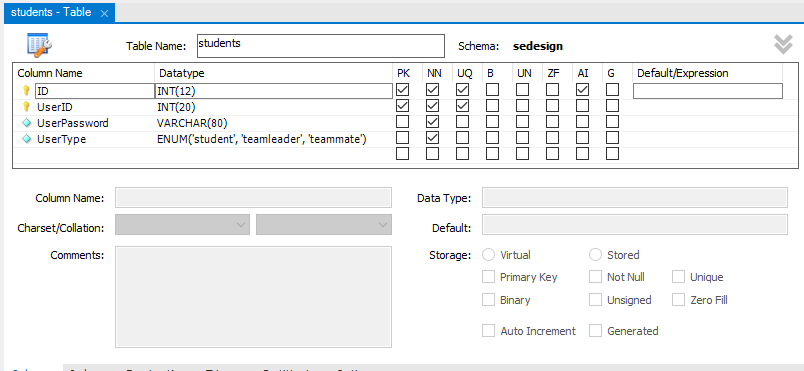 students - Table ×
Table Name: students Schema: sedesign
Column Name Datatype PK NN UQ B UN ZF AI G Default/Expression
ID INT(12)
UserID INT(20)
UserPassword VARCHAR(80)
UserType ENUM('student', 'teamleader', 'teammate')
Column Name: Data Type:
Charset/Collation: Default:
Comments: Storage: Virtual Stored
Primary Key Not Null Unique
Binary Unsigned Zero Fill
Auto Increment Generated